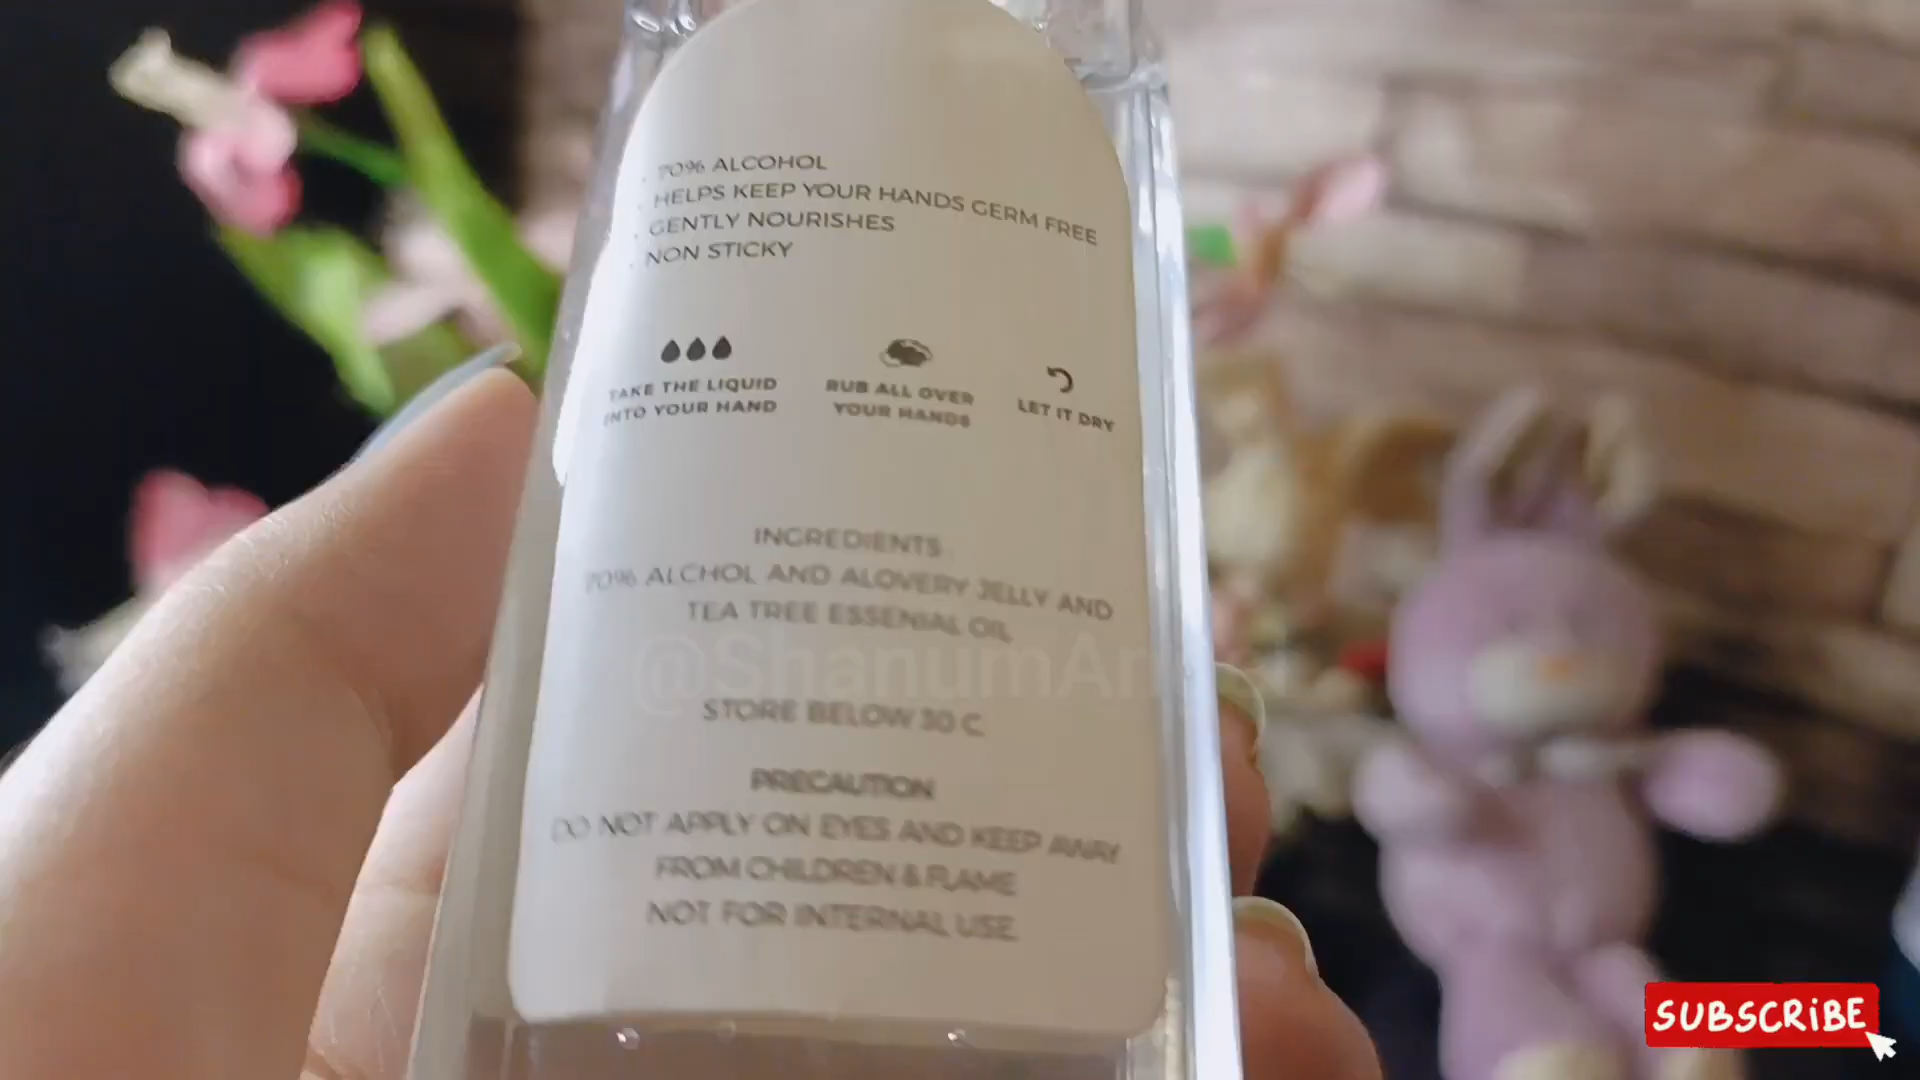 · 70% ALCOHOL
· HELPS KEEP YOUR HANDS GERM FREE
· GENTLY NOURISHES
· NON STICKY
TAKE THE LIQUID
INTO YOUR HAND
RUB ALL OVER
YOUR HANDS
LET IT DRY
INGREDIENTS
70% ALCHOL AND ALOVERY JELLY AND
TEA TREE ESSENIAL OIL
STORE BELOW 30 C
PRECAUTION
DO NOT APPLY ON EYES AND KEEP AWAY
FROM CHILDREN & FLAME
NOT FOR INTERNAL USE
SUBSCRIBE